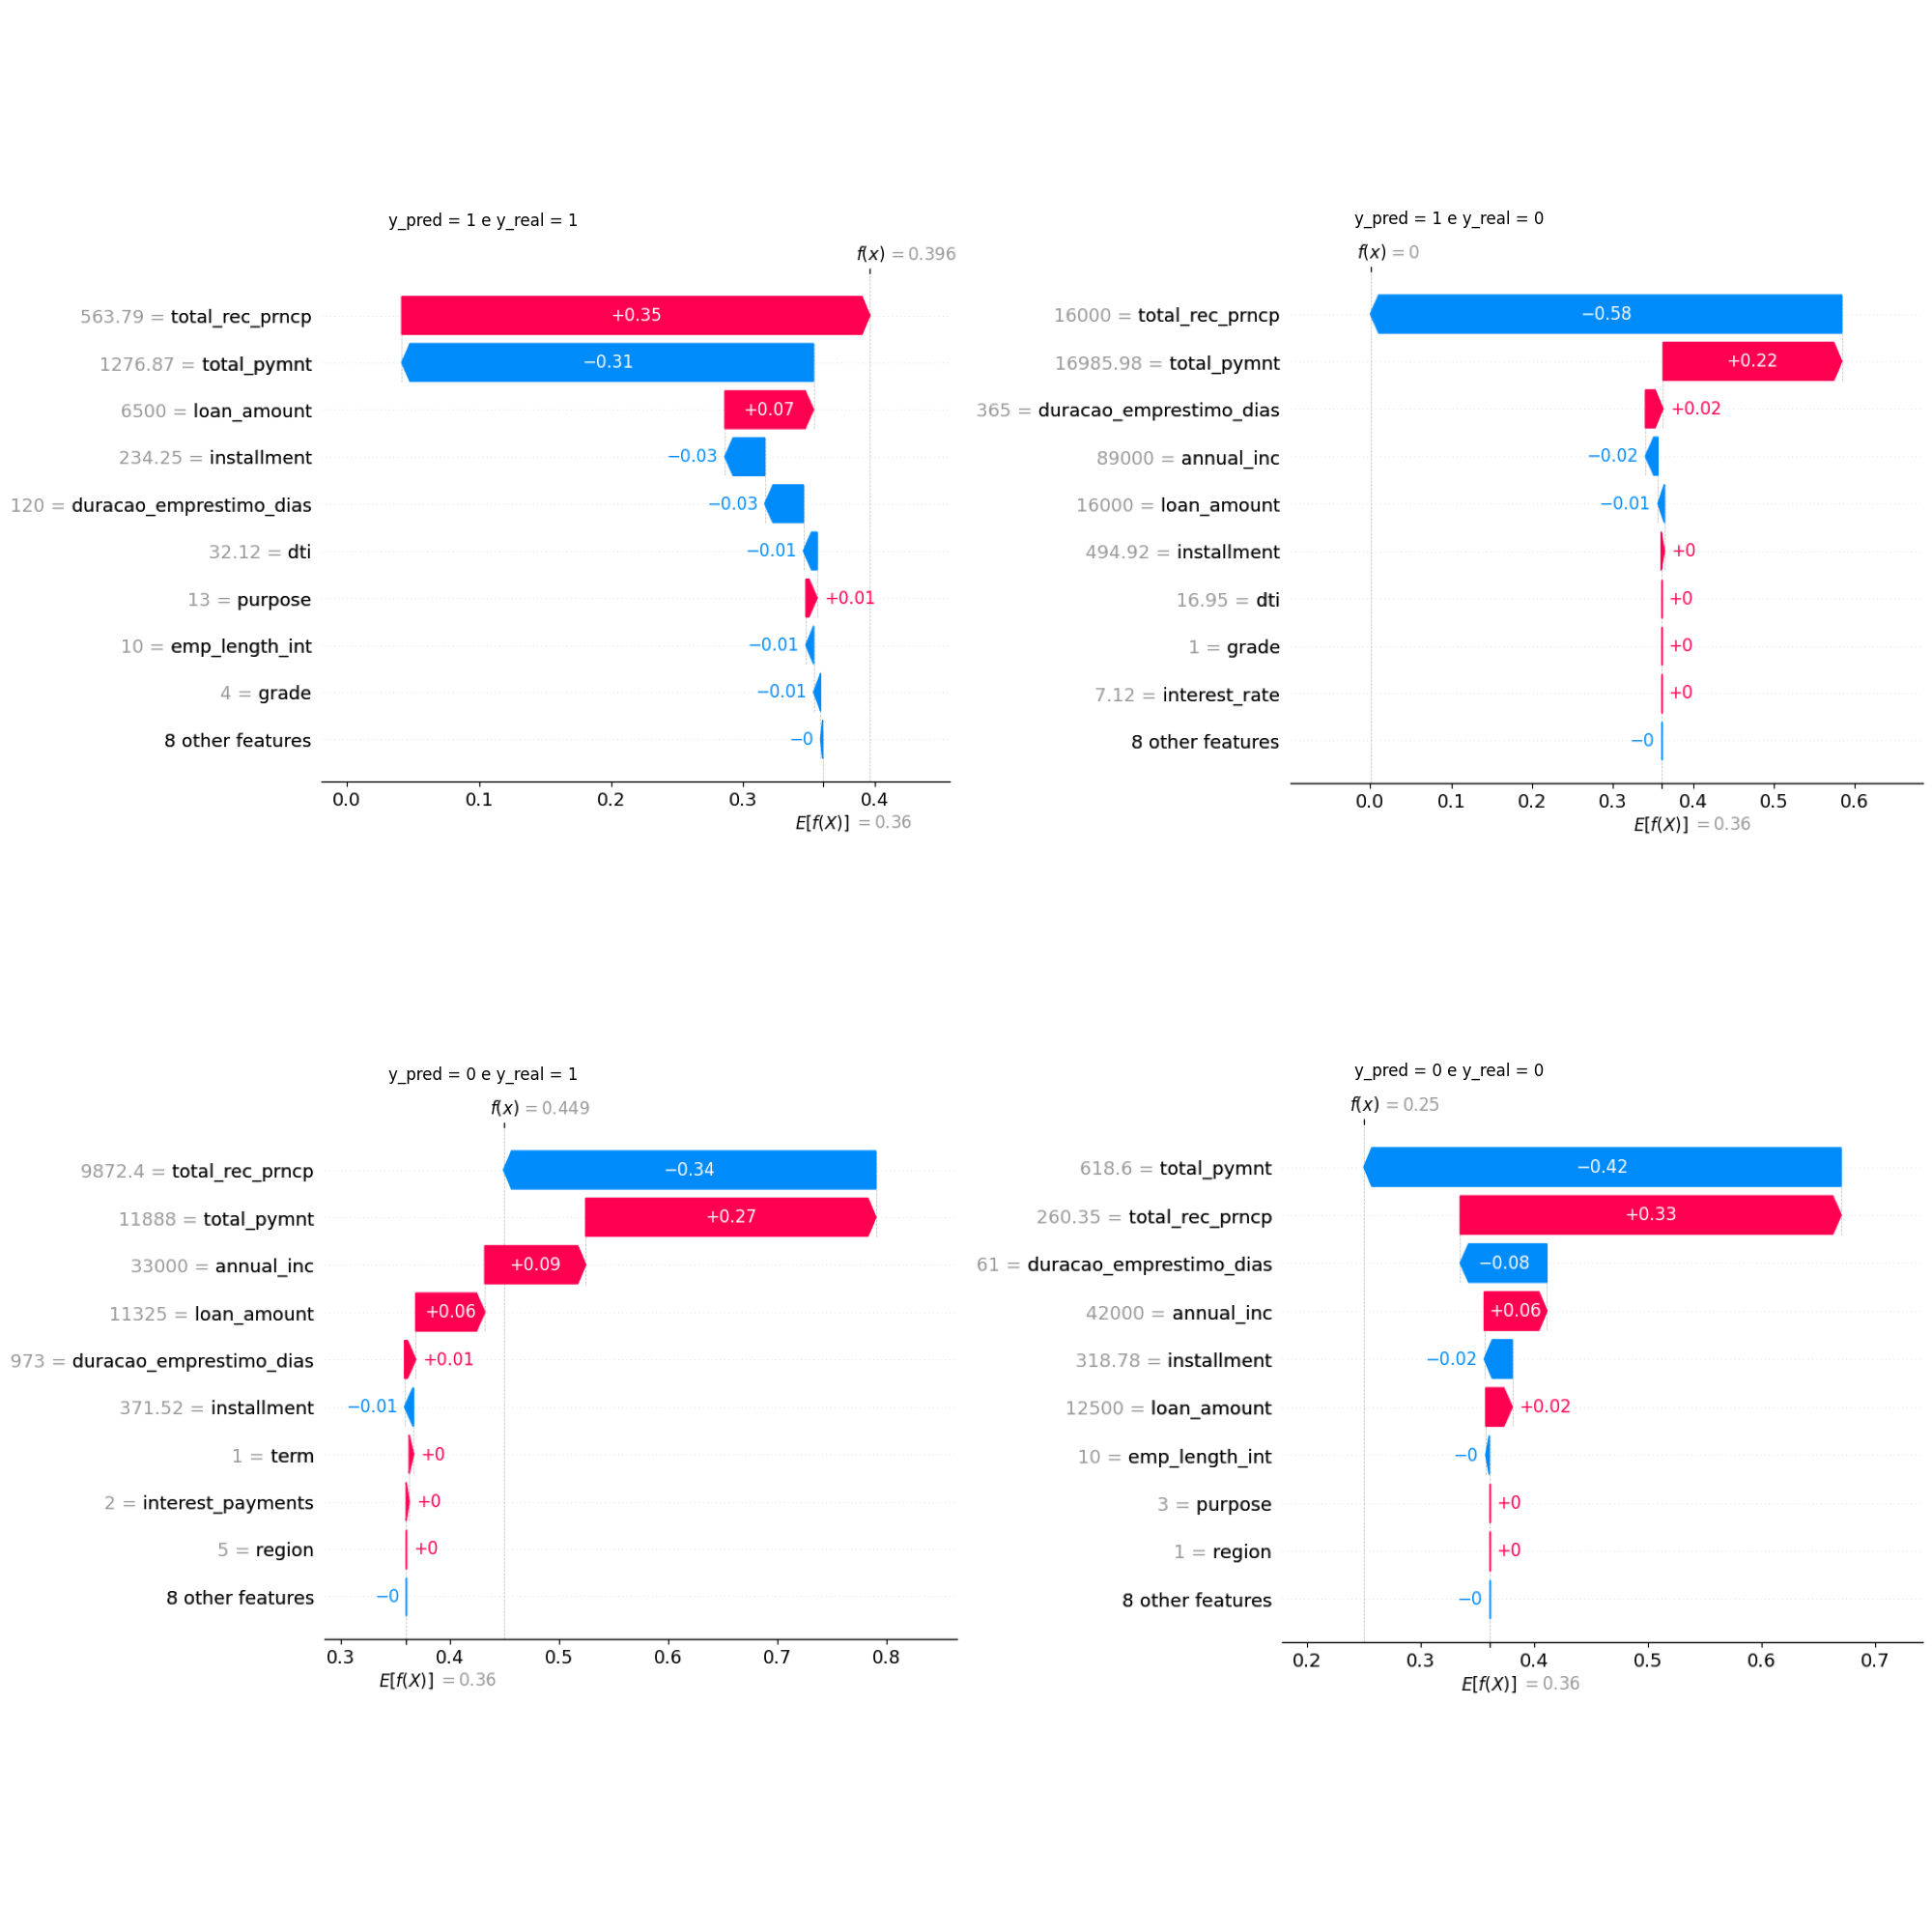 y_pred = 1 e y_real = 1
f(x) = 0.396
563.79 = total_rec_prncp
+0.35
1276.87 = total_pymnt
−0.31
6500 = loan_amount
+0.07
234.25 = installment
−0.03
120 = duracao_emprestimo_dias
−0.03
32.12 = dti
−0.01
13 = purpose
+0.01
10 = emp_length_int
−0.01
4 = grade
−0.01
8 other features
−0
0.0 0.1 0.2 0.3 0.4
E[f(X)] = 0.36
y_pred = 1 e y_real = 0
f(x) = 0
16000 = total_rec_prncp
−0.58
16985.98 = total_pymnt
+0.22
365 = duracao_emprestimo_dias
+0.02
89000 = annual_inc
−0.02
16000 = loan_amount
−0.01
494.92 = installment
+0
16.95 = dti
+0
1 = grade
+0
7.12 = interest_rate
+0
8 other features
−0
0.0 0.1 0.2 0.3 0.4 0.5 0.6
E[f(X)] = 0.36
y_pred = 0 e y_real = 1
f(x) = 0.449
9872.4 = total_rec_prncp
−0.34
11888 = total_pymnt
+0.27
33000 = annual_inc
+0.09
11325 = loan_amount
+0.06
973 = duracao_emprestimo_dias
+0.01
371.52 = installment
−0.01
1 = term
+0
2 = interest_payments
+0
5 = region
+0
8 other features
−0
0.3 0.4 0.5 0.6 0.7 0.8
E[f(X)] = 0.36
y_pred = 0 e y_real = 0
f(x) = 0.25
618.6 = total_pymnt
−0.42
260.35 = total_rec_prncp
+0.33
61 = duracao_emprestimo_dias
−0.08
42000 = annual_inc
+0.06
318.78 = installment
−0.02
12500 = loan_amount
+0.02
10 = emp_length_int
−0
3 = purpose
+0
1 = region
+0
8 other features
−0
0.2 0.3 0.4 0.5 0.6 0.7
E[f(X)] = 0.36